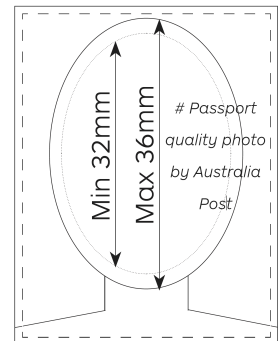 Min 32mm
Max 36mm
# Passport
quality photo
by Australia
Post